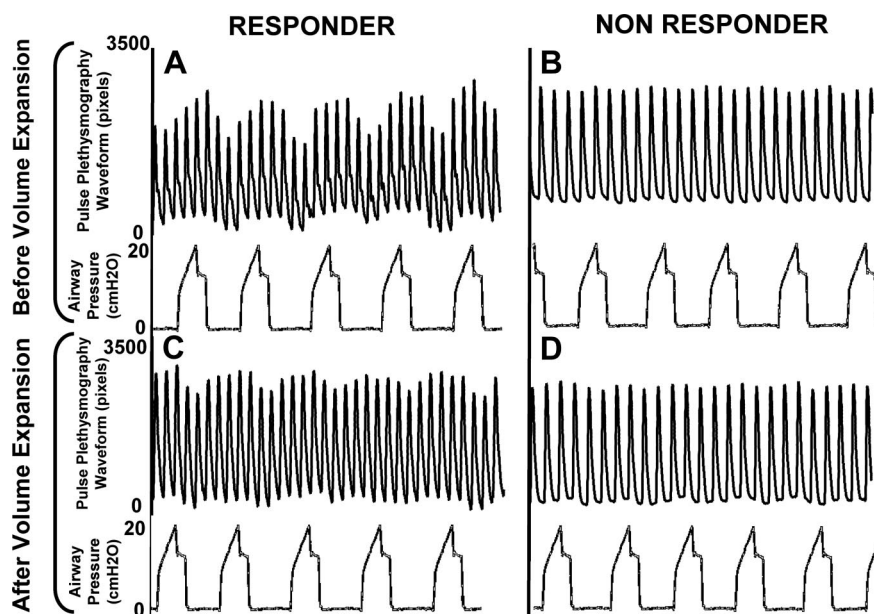 RESPONDER
NON RESPONDER
Before Volume Expansion
Pulse Plethysmography
Waveform (pixels)
3500
0
A
B
Airway
Pressure
(cmH2O)
20
0
After Volume Expansion
Pulse Plethysmography
Waveform (pixels)
3500
0
C
D
Airway
Pressure
(cmH2O)
20
0